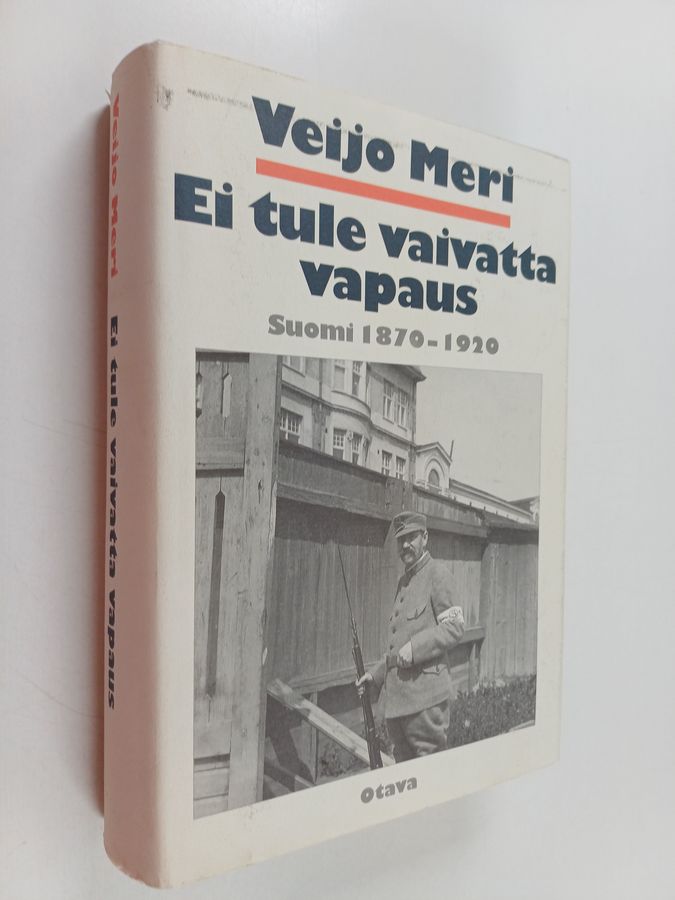 Veijo Meri
Ei tule vaivatta
vapaus
Suomi 1870-1920
Otava
Veijo Meri Ei tule vaivatta vapaus